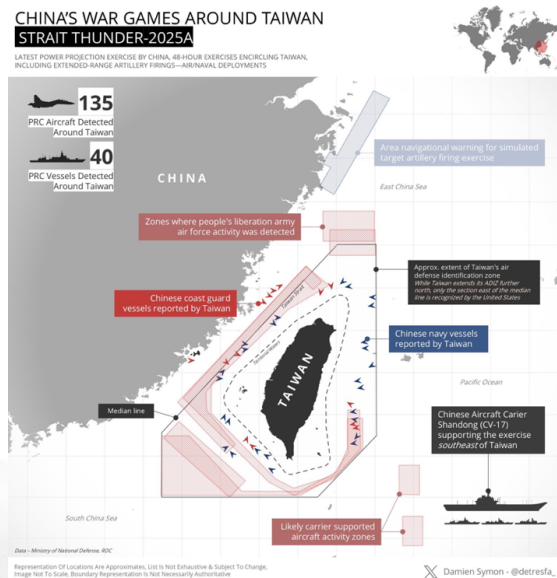 CHINA'S WAR GAMES AROUND TAIWAN
STRAIT THUNDER-2025A
LATEST POWER PROJECTION EXERCISE BY CHINA, 48-HOUR EXERCISES ENCIRCLING TAIWAN,
INCLUDING EXTENDED-RANGE ARTILLERY FIRINGS—AIR/NAVAL DEPLOYMENTS
135
PRC Aircraft Detected
Around Taiwan
40
PRC Vessels Detected
Around Taiwan
CHINA
Area navigational warning for simulated
target artillery firing exercise
East China Sea
Zones where people's liberation army
air force activity was detected
Approx. extent of Taiwan's air
defense identification zone
While Taiwan extends its ADIZ further
north, only the section east of the median
line is recognized by the United States
Chinese coast guard
vessels reported by Taiwan
Taiwan Strait
Chinese navy vessels
reported by Taiwan
TAIWAN
Pacific Ocean
Median line
Chinese Aircraft Carier
Shandong (CV-17)
supporting the exercise
southeast of Taiwan
South China Sea
Likely carrier supported
aircraft activity zones
Data – Ministry of National Defense, ROC
Representation Of Locations Are Approximates, List Is Not Exhaustive & Subject To Change,
Image Not To Scale, Boundary Representation Is Not Necessarily Authoritative
Damien Symon - @detresfa_